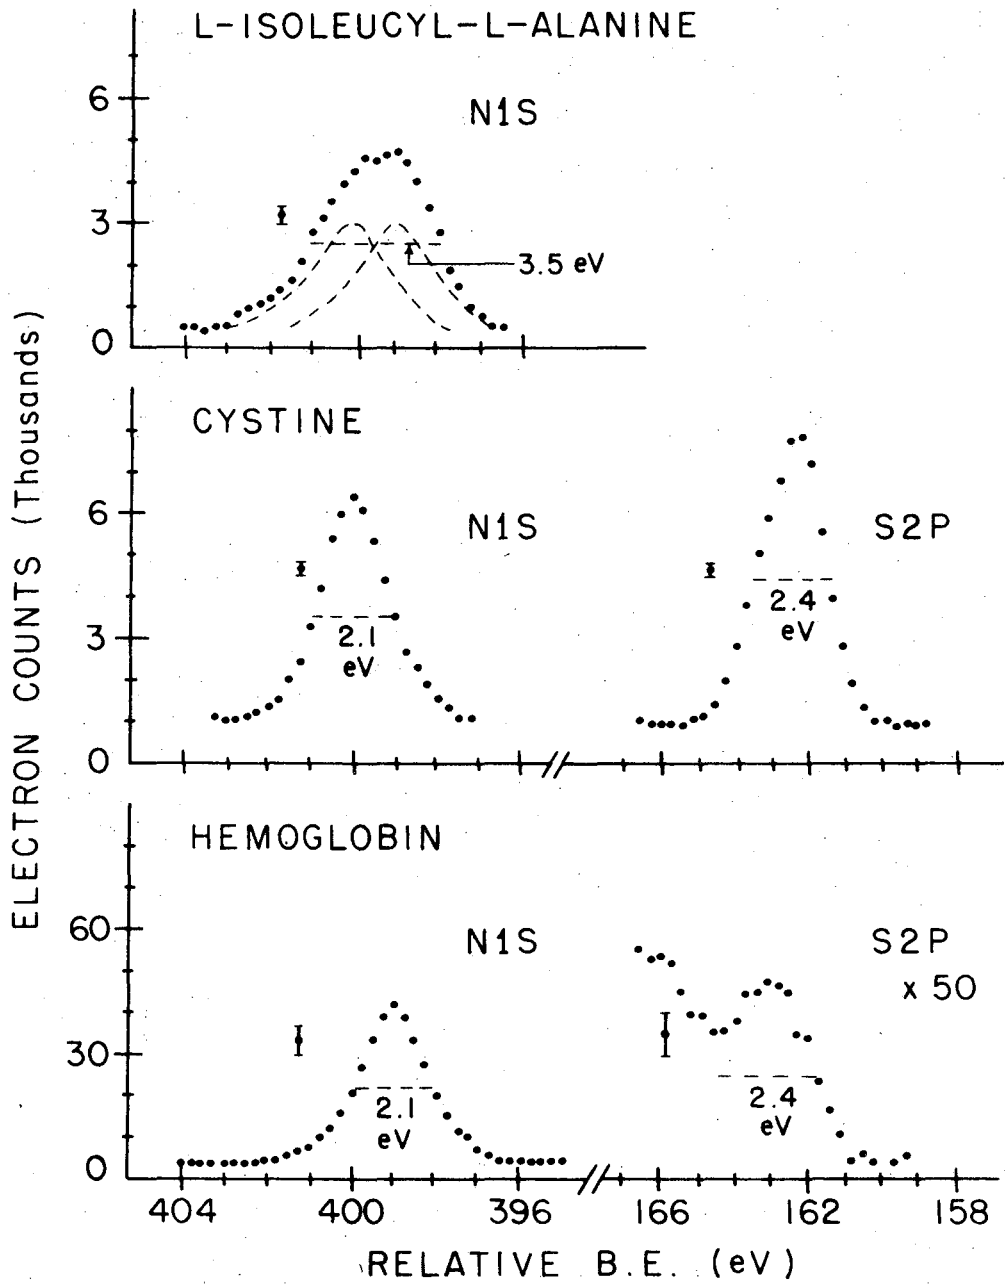 L-ISOLEUCYL-L-ALANINE
N1S
6
3
0
3.5 eV
CYSTINE
N1S
S2P
6
3
0
2.1
eV
2.4
eV
HEMOGLOBIN
N1S
S2P
x 50
60
30
0
2.1
eV
2.4
eV
404
400
396
166
162
158
RELATIVE B.E. (eV)
ELECTRON COUNTS (Thousands)